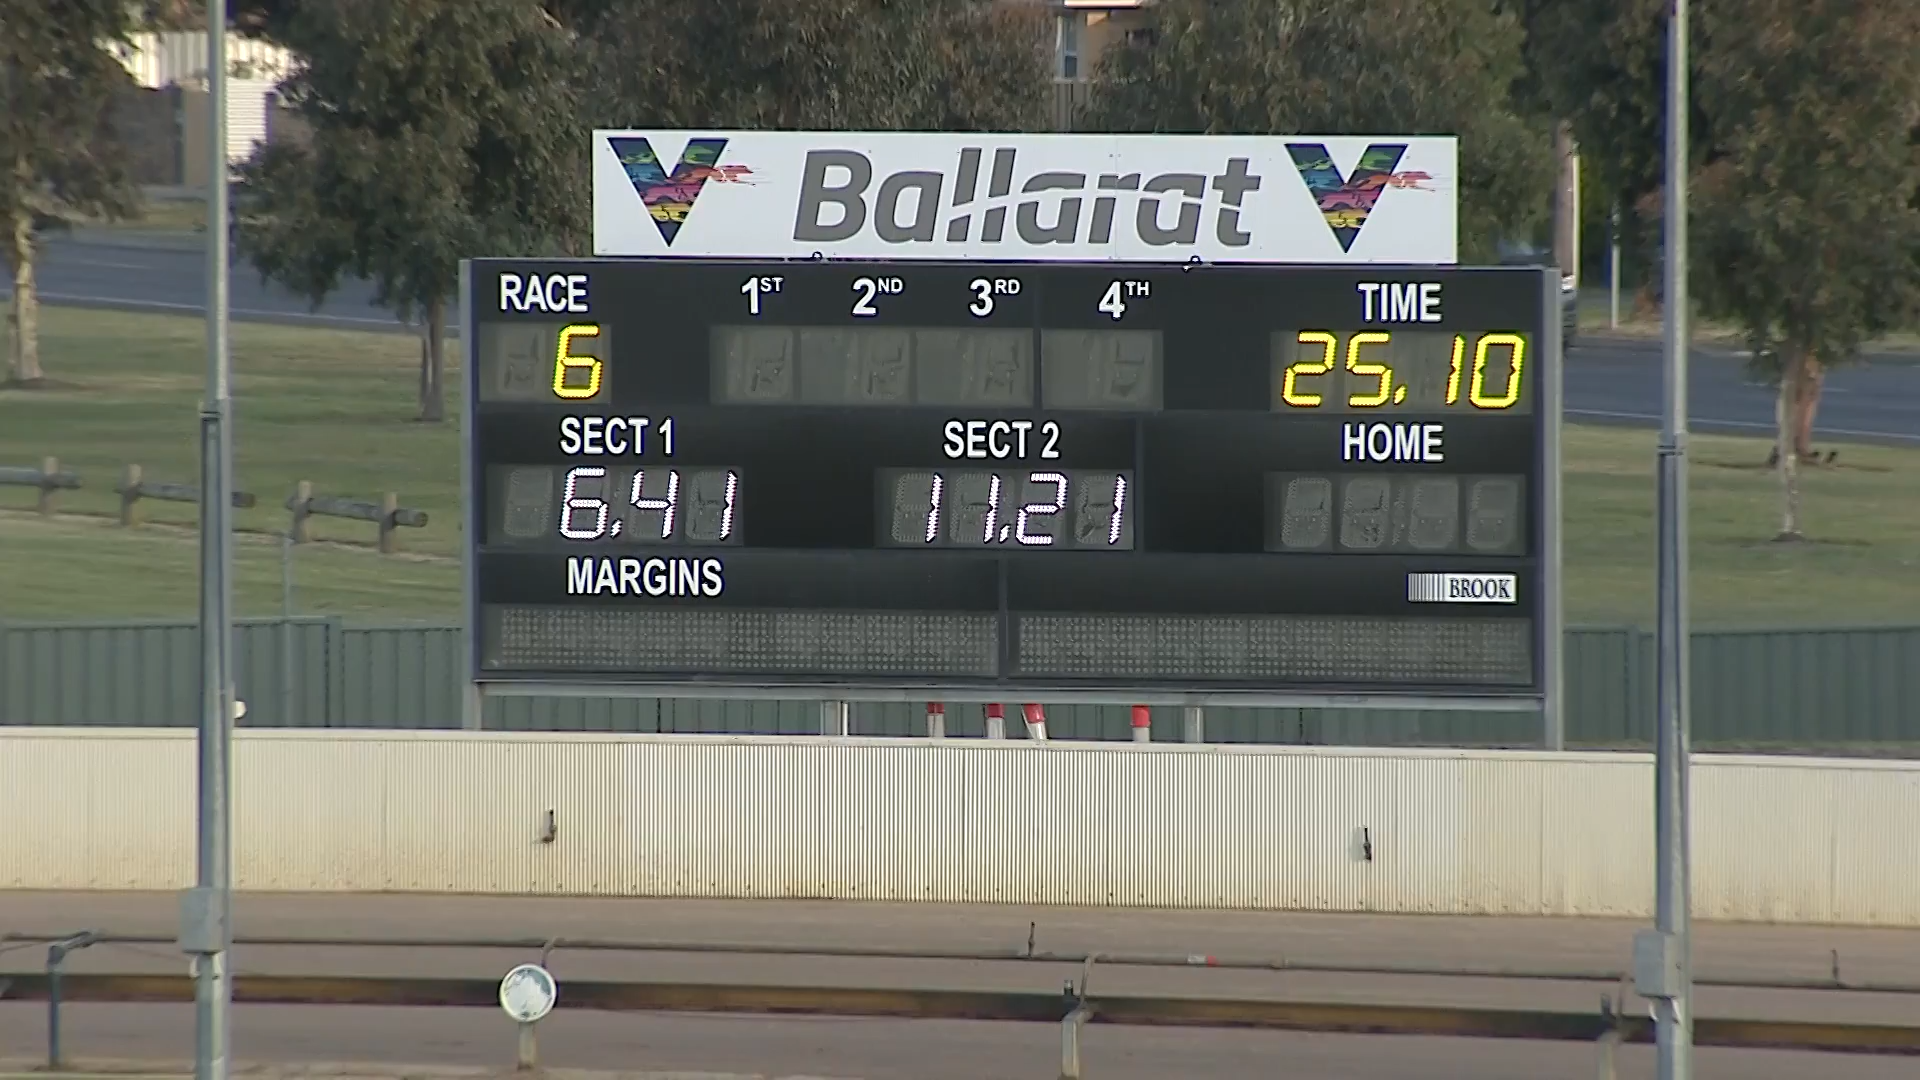 Ballarat
RACE 1ST 2ND 3RD 4TH TIME
6 25.10
SECT 1 SECT 2 HOME
6.41 11.21
MARGINS
BROOK